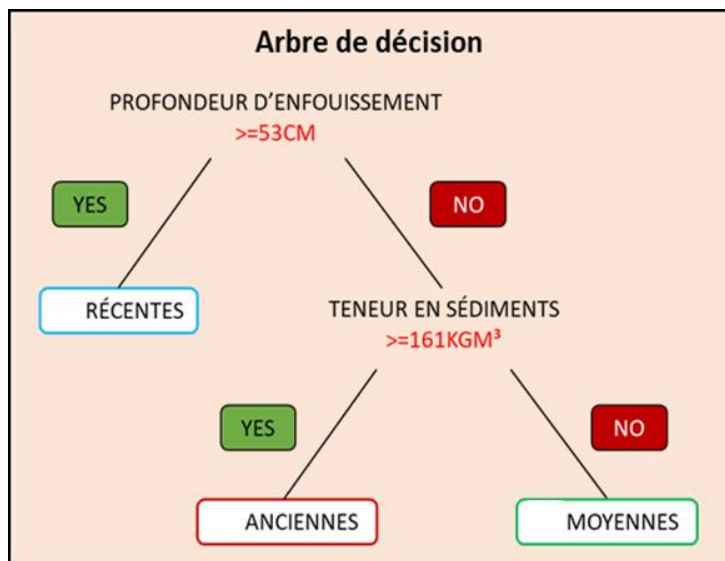 Arbre de décision
PROFONDEUR D’ENFOUISSEMENT
>=53CM
YES
NO
RÉCENTES
TENEUR EN SÉDIMENTS
>=161KGM³
YES
NO
ANCIENNES
MOYENNES